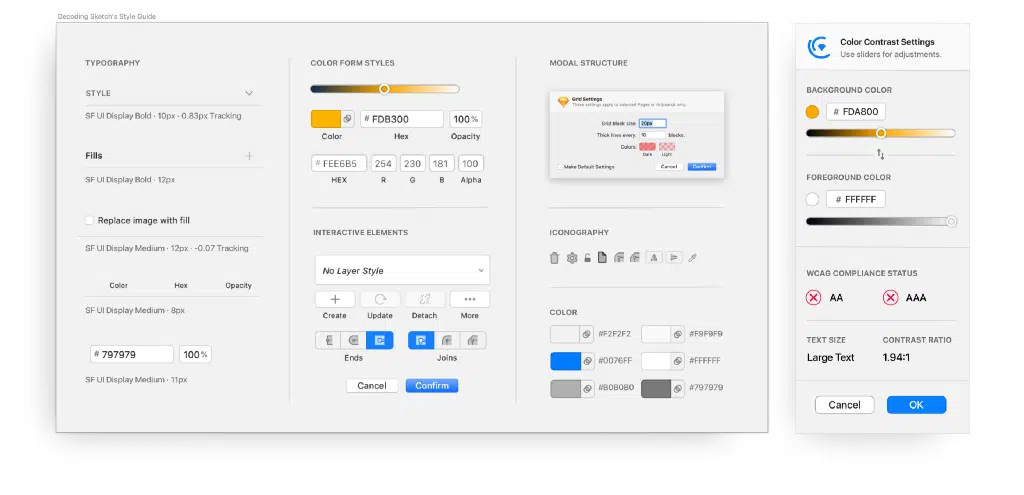 Decoding Sketch's Style Guide
TYPOGRAPHY
STYLE
SF UI Display Bold · 10px · 0.83px Tracking
Fills
SF UI Display Bold · 12px
Replace image with fill
SF UI Display Medium · 12px · -0.07 Tracking
Color Hex Opacity
SF UI Display Medium · 8px
# 797979 100%
SF UI Display Medium · 11px
COLOR FORM STYLES
# FDB300 100%
Color Hex Opacity
# FEE6B5 254 230 181 100
HEX R G B Alpha
INTERACTIVE ELEMENTS
No Layer Style
Create Update Detach More
Ends Joins
Cancel Confirm
MODAL STRUCTURE
Grid Settings
These settings apply to selected Pages or Artboards only.
Grid Block Size: 20px
Thick lines every: 10 blocks.
Colors:
Dark Light
Make Default Settings Cancel Confirm
ICONOGRAPHY
COLOR
#F2F2F2 #F9F9F9
#0076FF #FFFFFF
#B0B0B0 #797979
Color Contrast Settings
Use sliders for adjustments.
BACKGROUND COLOR
# FDA800
FOREGROUND COLOR
# FFFFFF
WCAG COMPLIANCE STATUS
AA AAA
TEXT SIZE CONTRAST RATIO
Large Text 1.94:1
Cancel OK